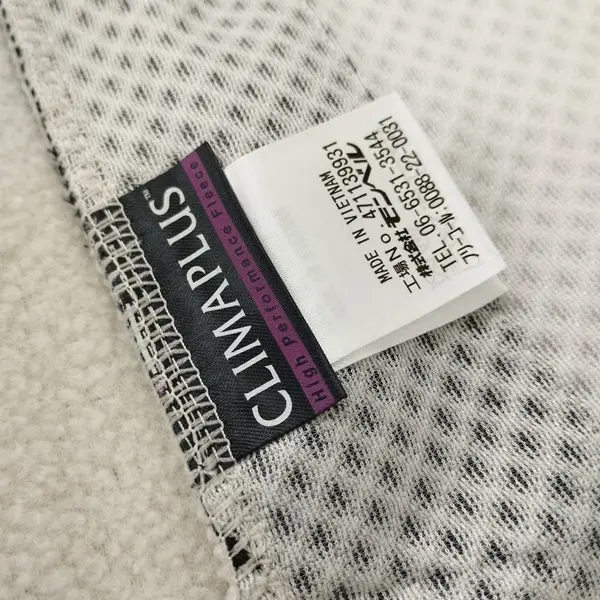 CLIMAPLUS™
High Performance Fleece
MADE IN VIETNAM
工場No 471139931
株式会社モンベル
TEL 06-6531-3544
フリーコール 0088-22-0031